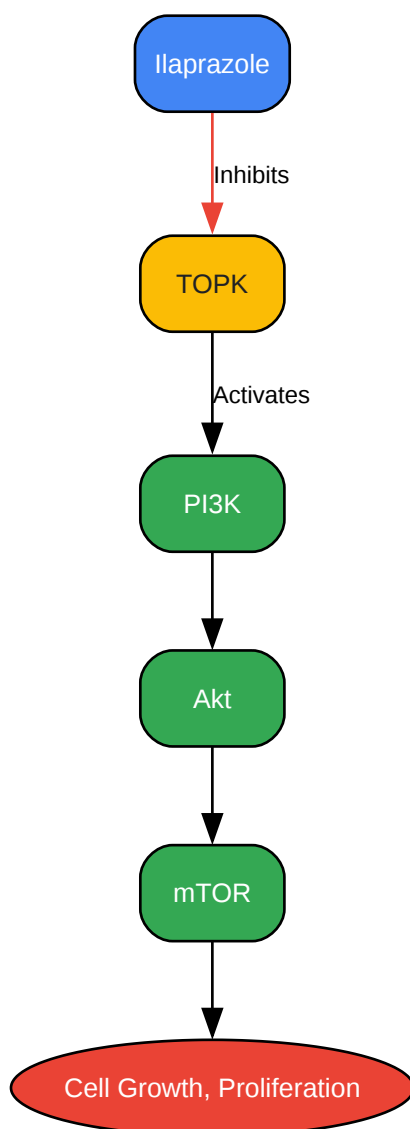 Ilaprazole
Inhibits
TOPK
Activates
PI3K
Akt
mTOR
Cell Growth, Proliferation